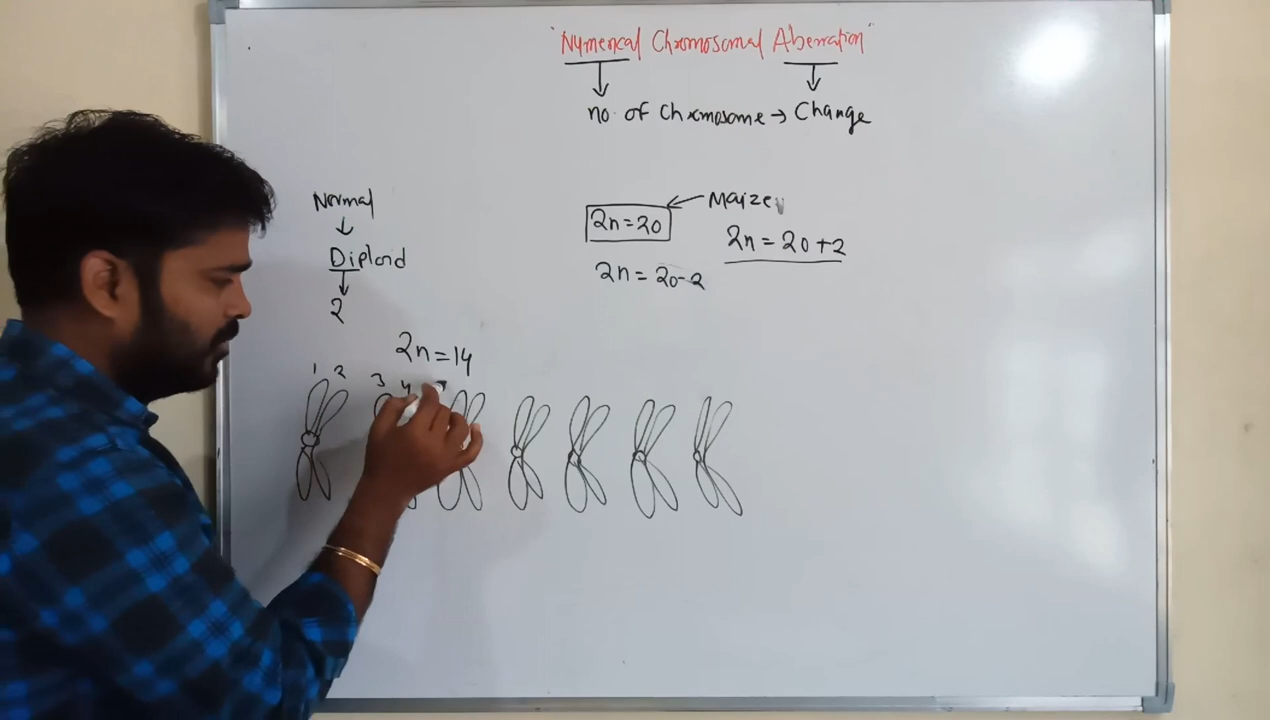 "Numerical Chromosomal Aberration"
no. of Chromosome → Change
Normal
Diploid
2
2n=20
Maize
2n = 20+2
2n = 20-2
2n=14
1 2 3 4